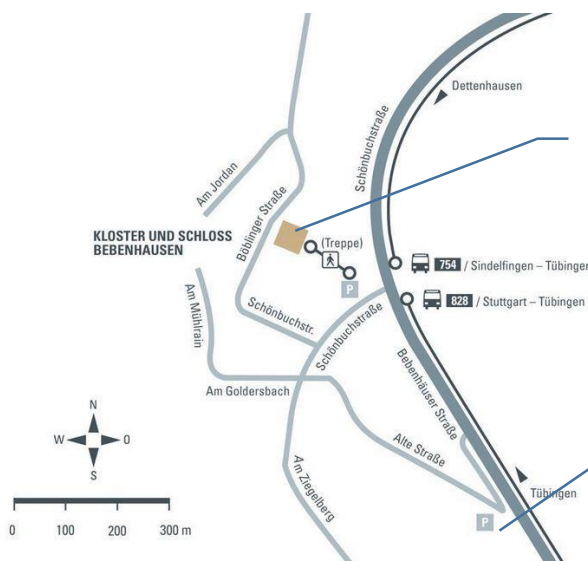 Dettenhausen
Schönbuchstraße
Am Jordan
Böblinger Straße
KLOSTER UND SCHLOSS
BEBENHAUSEN
(Treppe)
754 / Sindelfingen – Tübingen
P
828 / Stuttgart – Tübingen
Am Mühlrain
Schönbuchstr.
Schönbuchstraße
Bebenhäuser Straße
Am Goldersbach
N
W O
S
Alte Straße
Am Ziegelberg
Tübingen
P
0 100 200 300 m